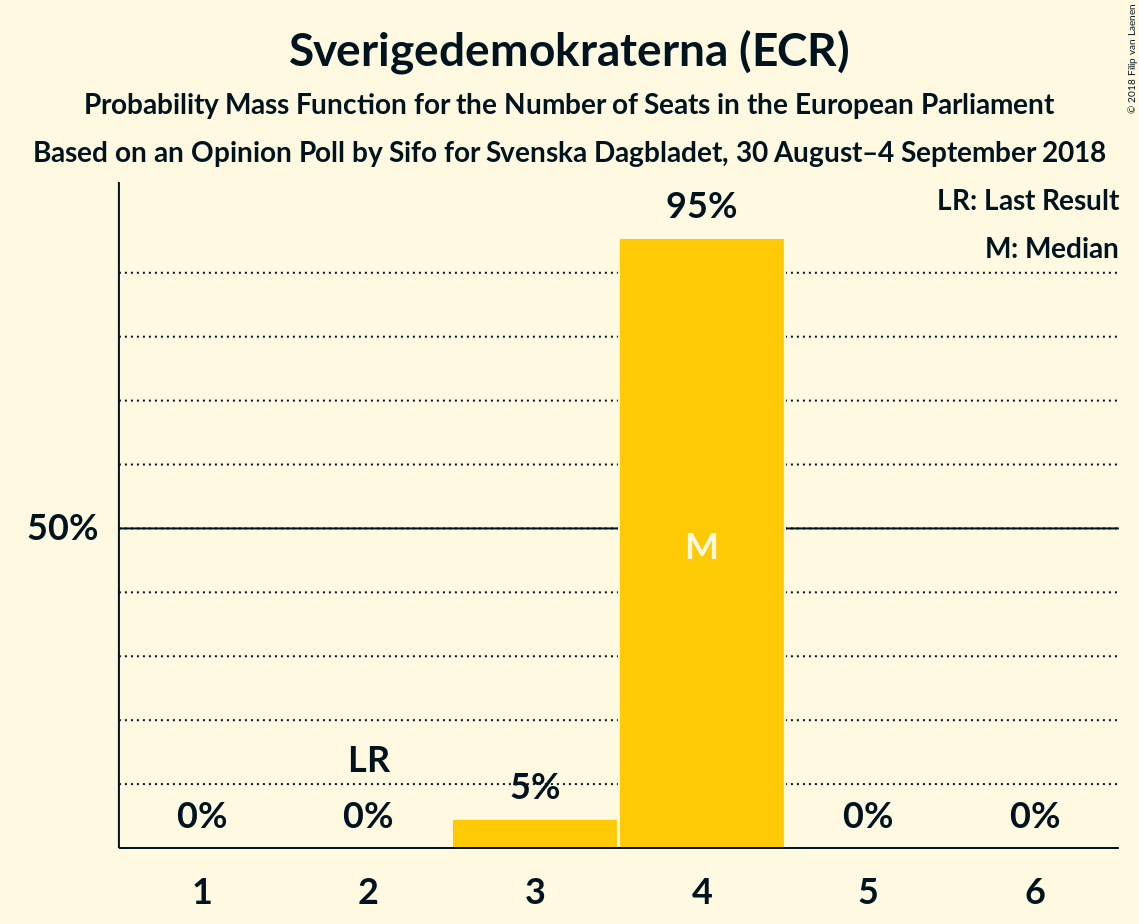 Sverigedemokraterna (ECR)
Probability Mass Function for the Number of Seats in the European Parliament
Based on an Opinion Poll by Sifo for Svenska Dagbladet, 30 August–4 September 2018
© 2018 Filip van Laenen
LR: Last Result
M: Median
95%
50%
M
LR
0%
0%
5%
0%
0%
1
2
3
4
5
6